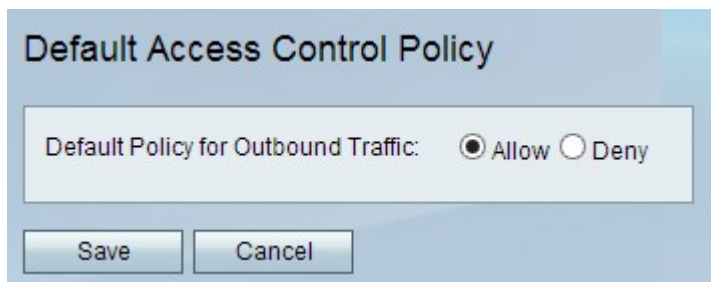 Default Access Control Policy
Default Policy for Outbound Traffic: Allow Deny
Save Cancel